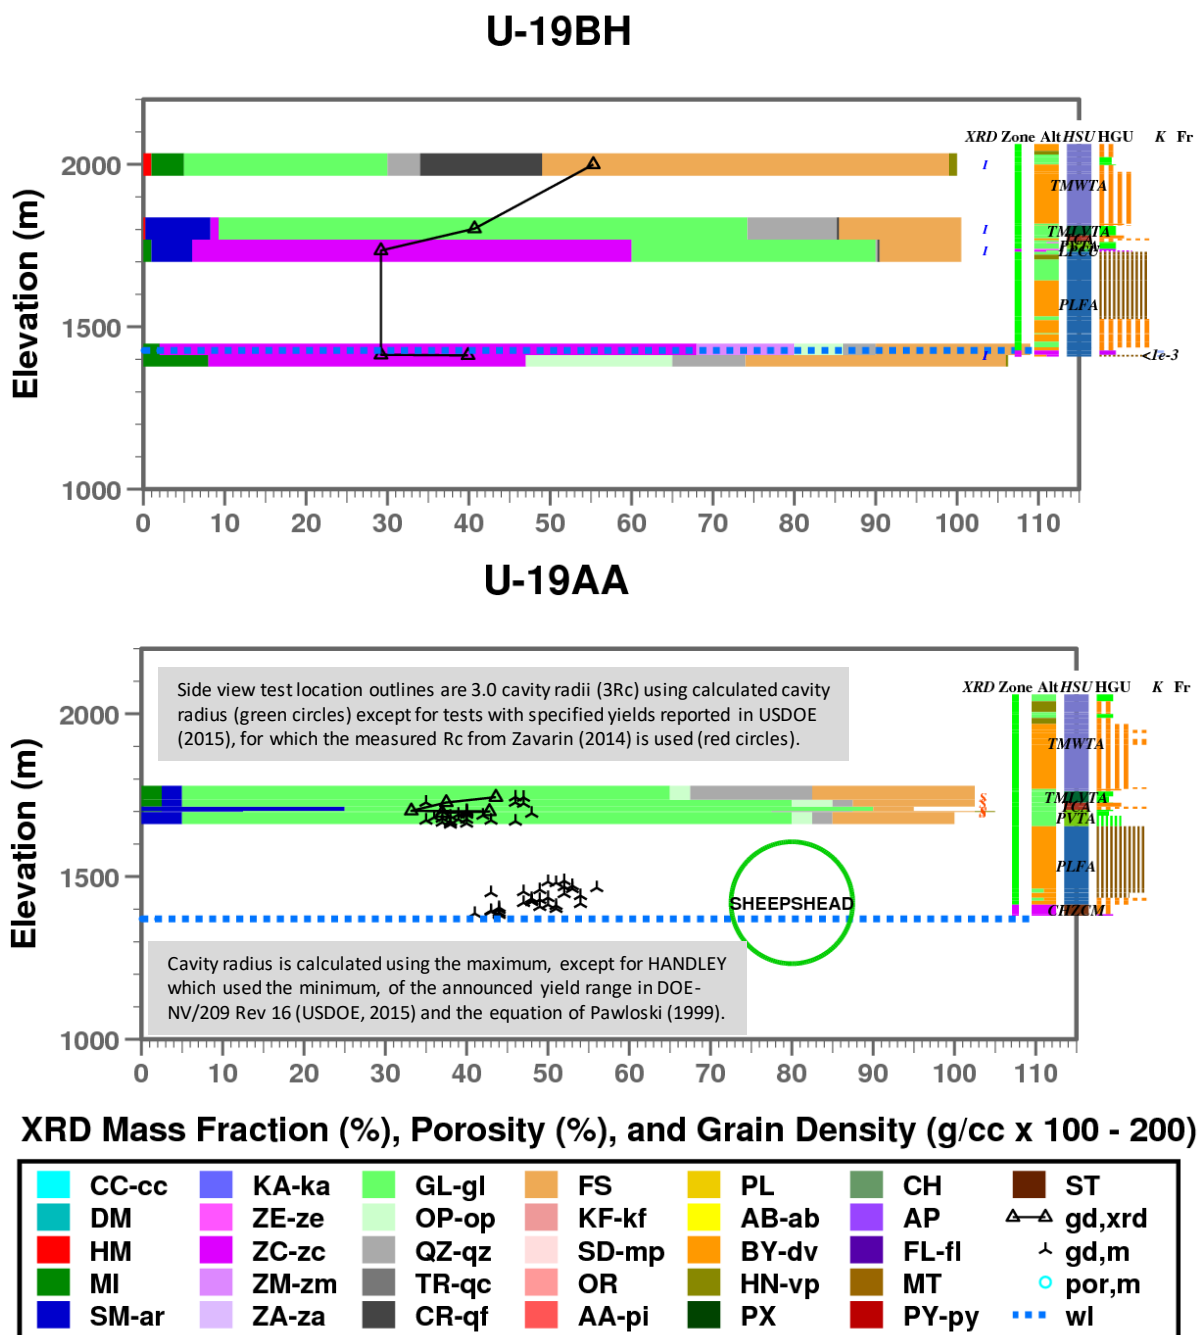 U-19BH
Elevation (m)
2000
1500
1000
0 10 20 30 40 50 60 70 80 90 100 110
XRD Zone Alt HSU HGU K Fr
I
TMWTA
I
TMLVTA
I
LFCU
PLFA
I
<1e-3
U-19AA
Elevation (m)
2000
1500
1000
Side view test location outlines are 3.0 cavity radii (3Rc) using calculated cavity
radius (green circles) except for tests with specified yields reported in USDOE
(2015), for which the measured Rc from Zavarin (2014) is used (red circles).
XRD Zone Alt HSU HGU K Fr
TMWTA
S
TMLVTA
S
PVTA
PLFA
SHEEPSHEAD
CHZCM
Cavity radius is calculated using the maximum, except for HANDLEY
which used the minimum, of the announced yield range in DOE-
NV/209 Rev 16 (USDOE, 2015) and the equation of Pawloski (1999).
0 10 20 30 40 50 60 70 80 90 100 110
XRD Mass Fraction (%), Porosity (%), and Grain Density (g/cc x 100 - 200)
CC-cc KA-ka GL-gl FS PL CH ST
DM ZE-ze OP-op KF-kf AB-ab AP gd,xrd
HM ZC-zc QZ-qz SD-mp BY-dv FL-fl gd,m
MI ZM-zm TR-qc OR HN-vp MT por,m
SM-ar ZA-za CR-qf AA-pi PX PY-py wl